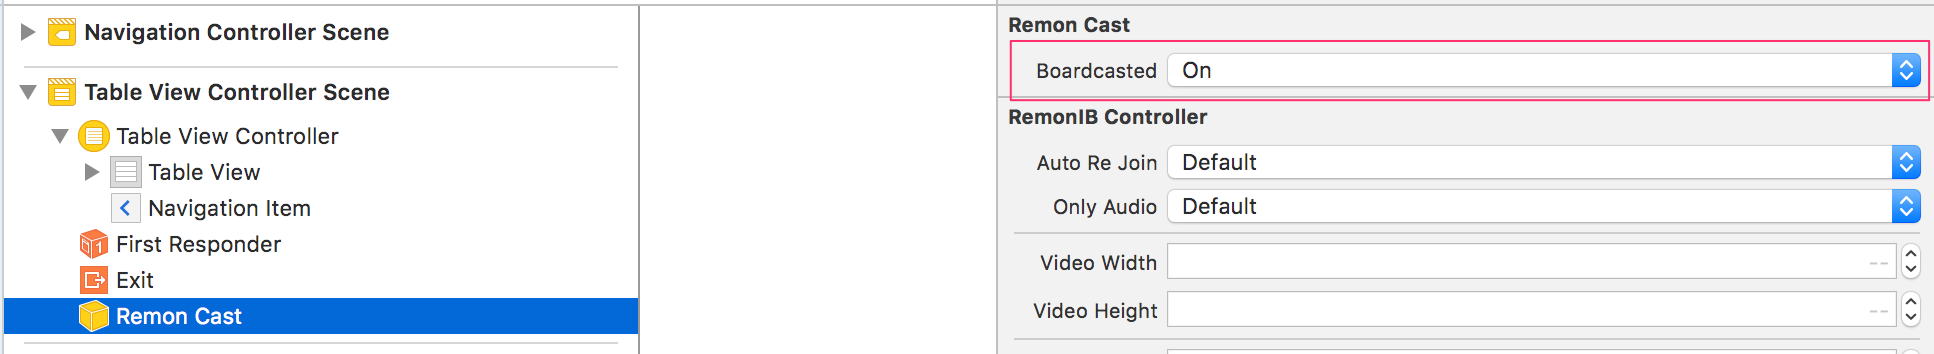 Navigation Controller Scene
Table View Controller Scene
Table View Controller
Table View
Navigation Item
First Responder
Exit
Remon Cast
Remon Cast
Boardcasted On
RemonIB Controller
Auto Re Join Default
Only Audio Default
Video Width --
Video Height --